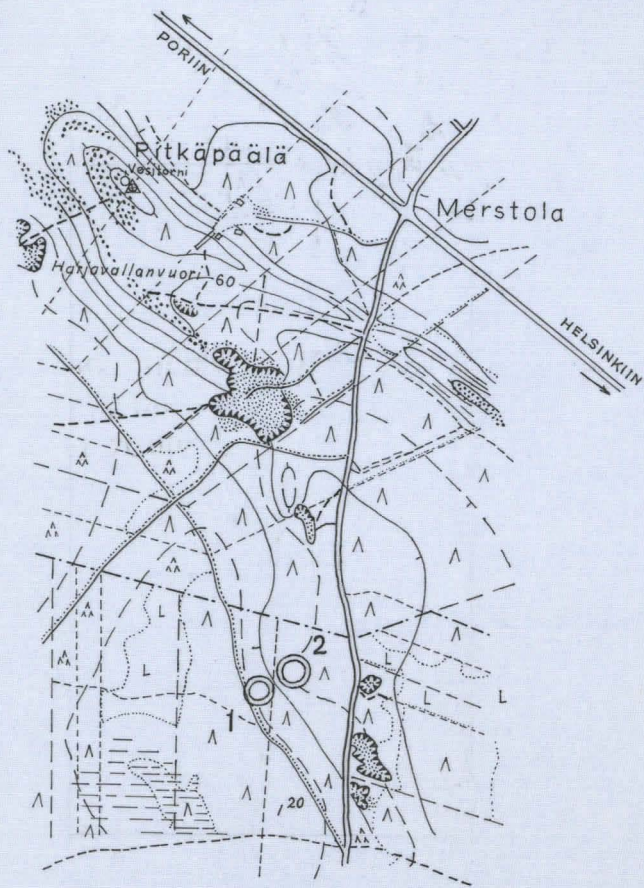 PORIIN
Pitkäpäälä
Vesitorni
Merstola
Harjavallanvuori 60
HELSINKIIN
L
L
L
L
L
2
1
20